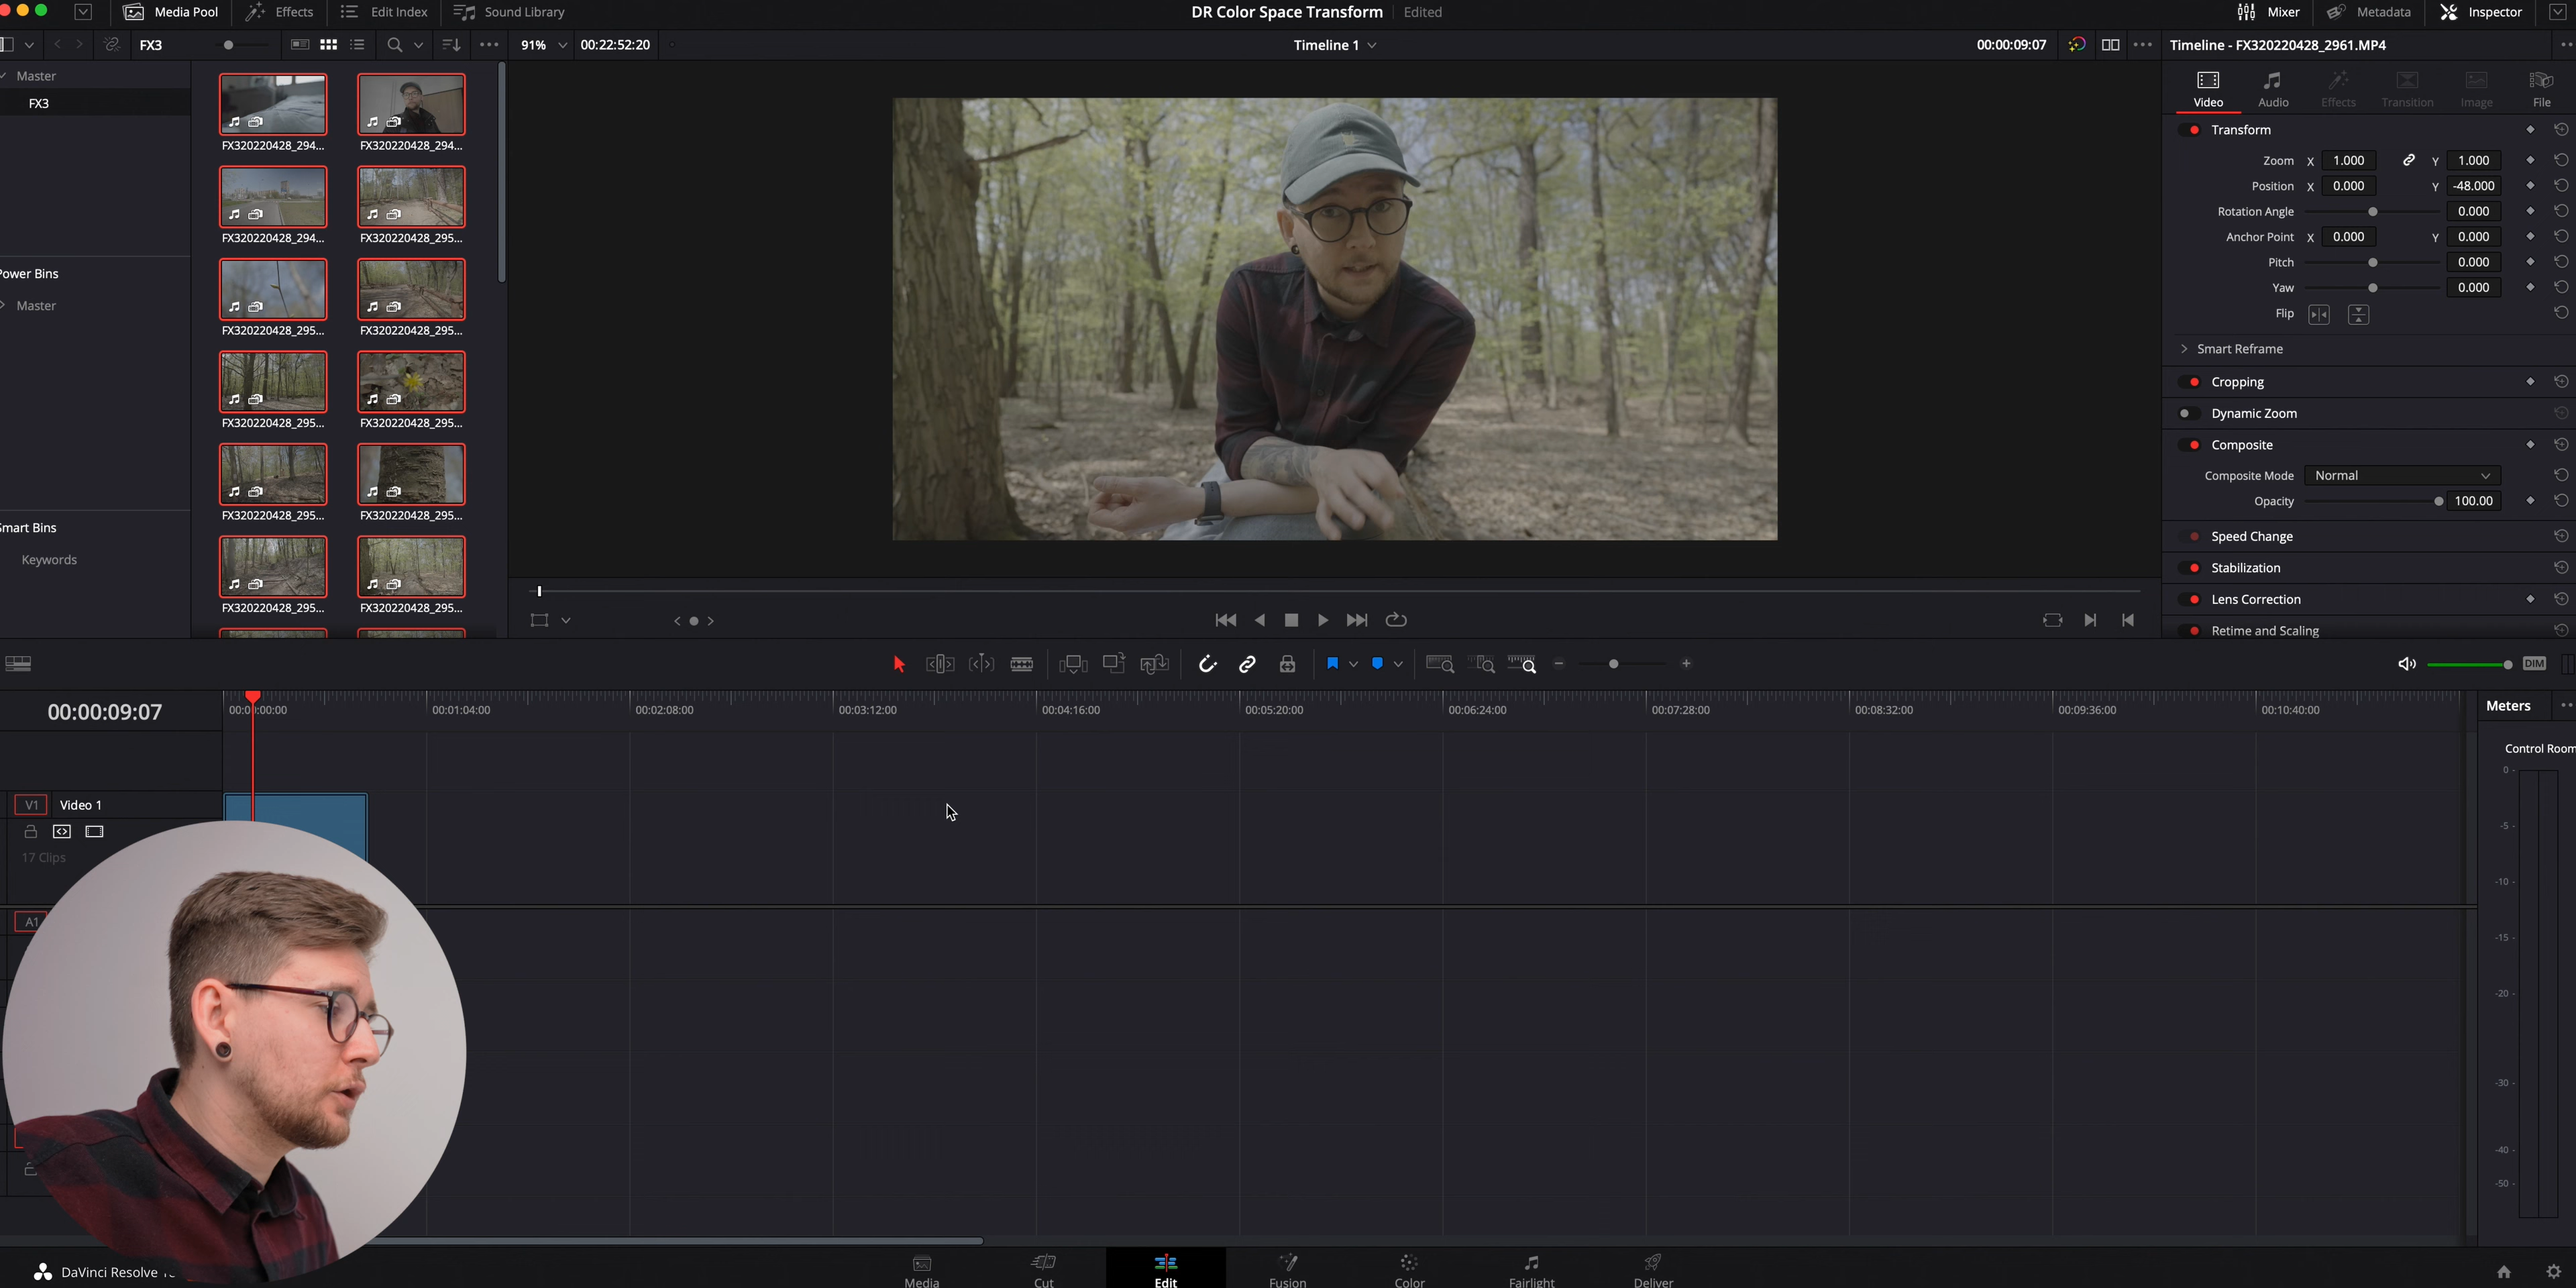 Media Pool Effects Edit Index Sound Library DR Color Space Transform Edited Mixer Metadata Inspector
FX3 91% 00:22:52:20 Timeline 1 00:00:09:07 Timeline - FX320220428_2961.MP4
Master
FX3
Power Bins
Master
Smart Bins
Keywords
FX320220428_294... FX320220428_294...
FX320220428_294... FX320220428_295...
FX320220428_295... FX320220428_295...
FX320220428_295... FX320220428_295...
FX320220428_295... FX320220428_295...
FX320220428_295... FX320220428_295...
Video Audio Effects Transition Image File
Transform
Zoom X 1.000 Y 1.000
Position X 0.000 Y -48.000
Rotation Angle 0.000
Anchor Point X 0.000 Y 0.000
Pitch 0.000
Yaw 0.000
Flip
Smart Reframe
Cropping
Dynamic Zoom
Composite
Composite Mode Normal
Opacity 100.00
Speed Change
Stabilization
Lens Correction
Retime and Scaling
DIM
00:00:09:07 00:01:04:00 00:02:08:00 00:03:12:00 00:04:16:00 00:05:20:00 00:06:24:00 00:07:28:00 00:08:32:00 00:09:36:00 00:10:40:00
Meters
Control Room
V1 Video 1
17 Clips
A1
0 -
-5 -
-10 -
-15 -
-20 -
-30 -
-40 -
-50 -
DaVinci Resolve
Media Cut Edit Fusion Color Fairlight Deliver